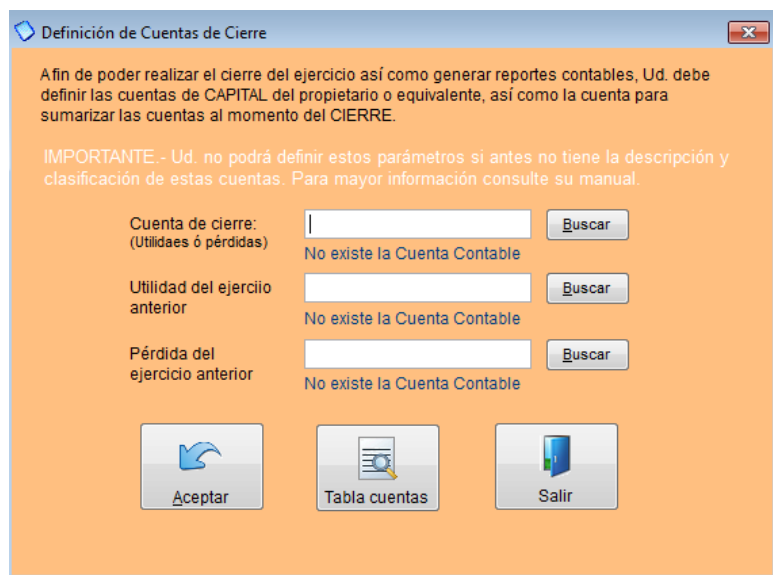 Definición de Cuentas de Cierre
Afin de poder realizar el cierre del ejercicio así como generar reportes contables, Ud. debe
definir las cuentas de CAPITAL del propietario o equivalente, así como la cuenta para
sumarizar las cuentas al momento del CIERRE.
IMPORTANTE.- Ud. no podrá definir estos parámetros si antes no tiene la descripción y
clasificación de estas cuentas. Para mayor información consulte su manual.
Cuenta de cierre:
Buscar
(Utilidaes ó pérdidas)
No existe la Cuenta Contable
Utilidad del ejerciio
Buscar
anterior
No existe la Cuenta Contable
Pérdida del
Buscar
ejercicio anterior
No existe la Cuenta Contable
Aceptar
Tabla cuentas
Salir